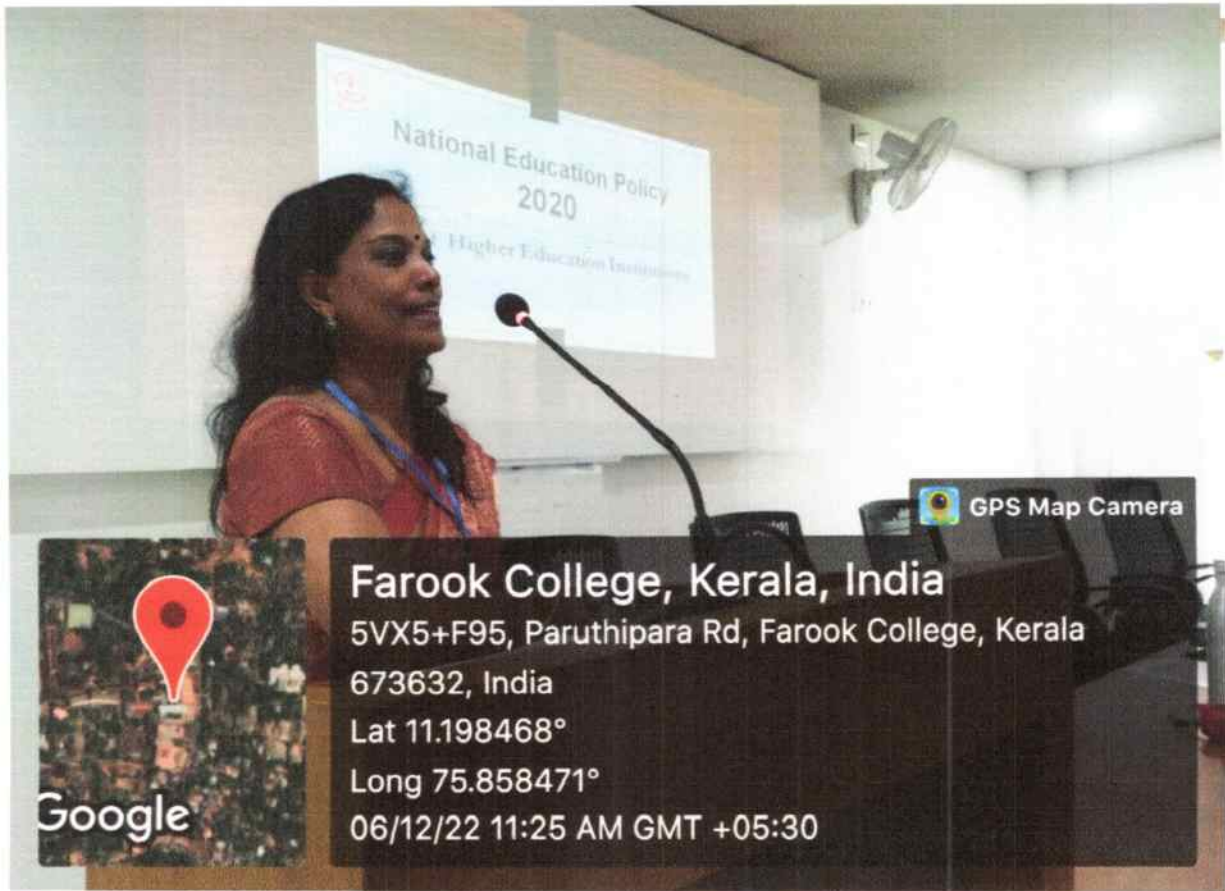 National Education Policy
2020
Higher Education Institutions
GPS Map Camera
Farook College, Kerala, India
5VX5+F95, Paruthipara Rd, Farook College, Kerala
673632, India
Lat 11.198468°
Long 75.858471°
06/12/22 11:25 AM GMT +05:30
Google